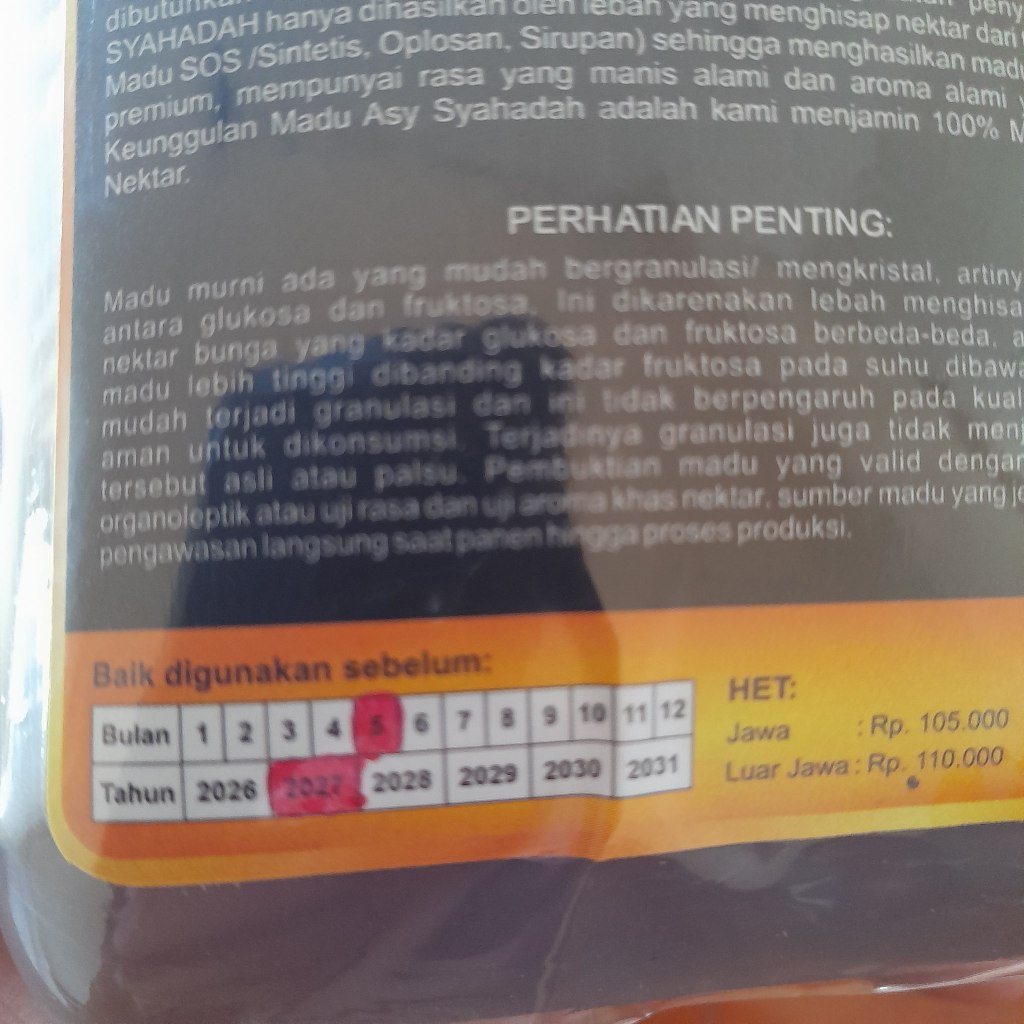 SYAHADAH hanya dihasilkan oleh lebah yang menghisap nektar dari
Madu SOS /Sintetis, Oplosan, Sirupan) sehingga menghasilkan
premium, mempunyai rasa yang manis alami dan aroma alami
Keunggulan Madu Asy Syahadah adalah kami menjamin 100%
Nektar.
PERHATIAN PENTING:
Madu murni ada yang mudah bergranulasi/ mengkristal,
antara glukosa dan fruktosa. Ini dikarenakan lebah
nektar bunga yang kadar glukosa dan fruktosa berbeda-beda,
madu lebih tinggi dibanding kadar fruktosa pada suhu
mudah terjadi granulasi dan ini tidak berpengaruh pada
aman untuk dikonsumsi. Terjadinya granulasi juga tidak
tersebut asli atau palsu. Pembuktian madu yang valid
organoleptik atau uji rasa dan uji aroma khas nektar, sumber madu yang
pengawasan langsung saat panen hingga proses produksi.
Baik digunakan sebelum:
Bulan 1 2 3 4 5 6 7 8 9 10 11 12
Tahun 2026 2027 2028 2029 2030 2031
HET:
Jawa : Rp. 105.000
Luar Jawa : Rp. 110.000